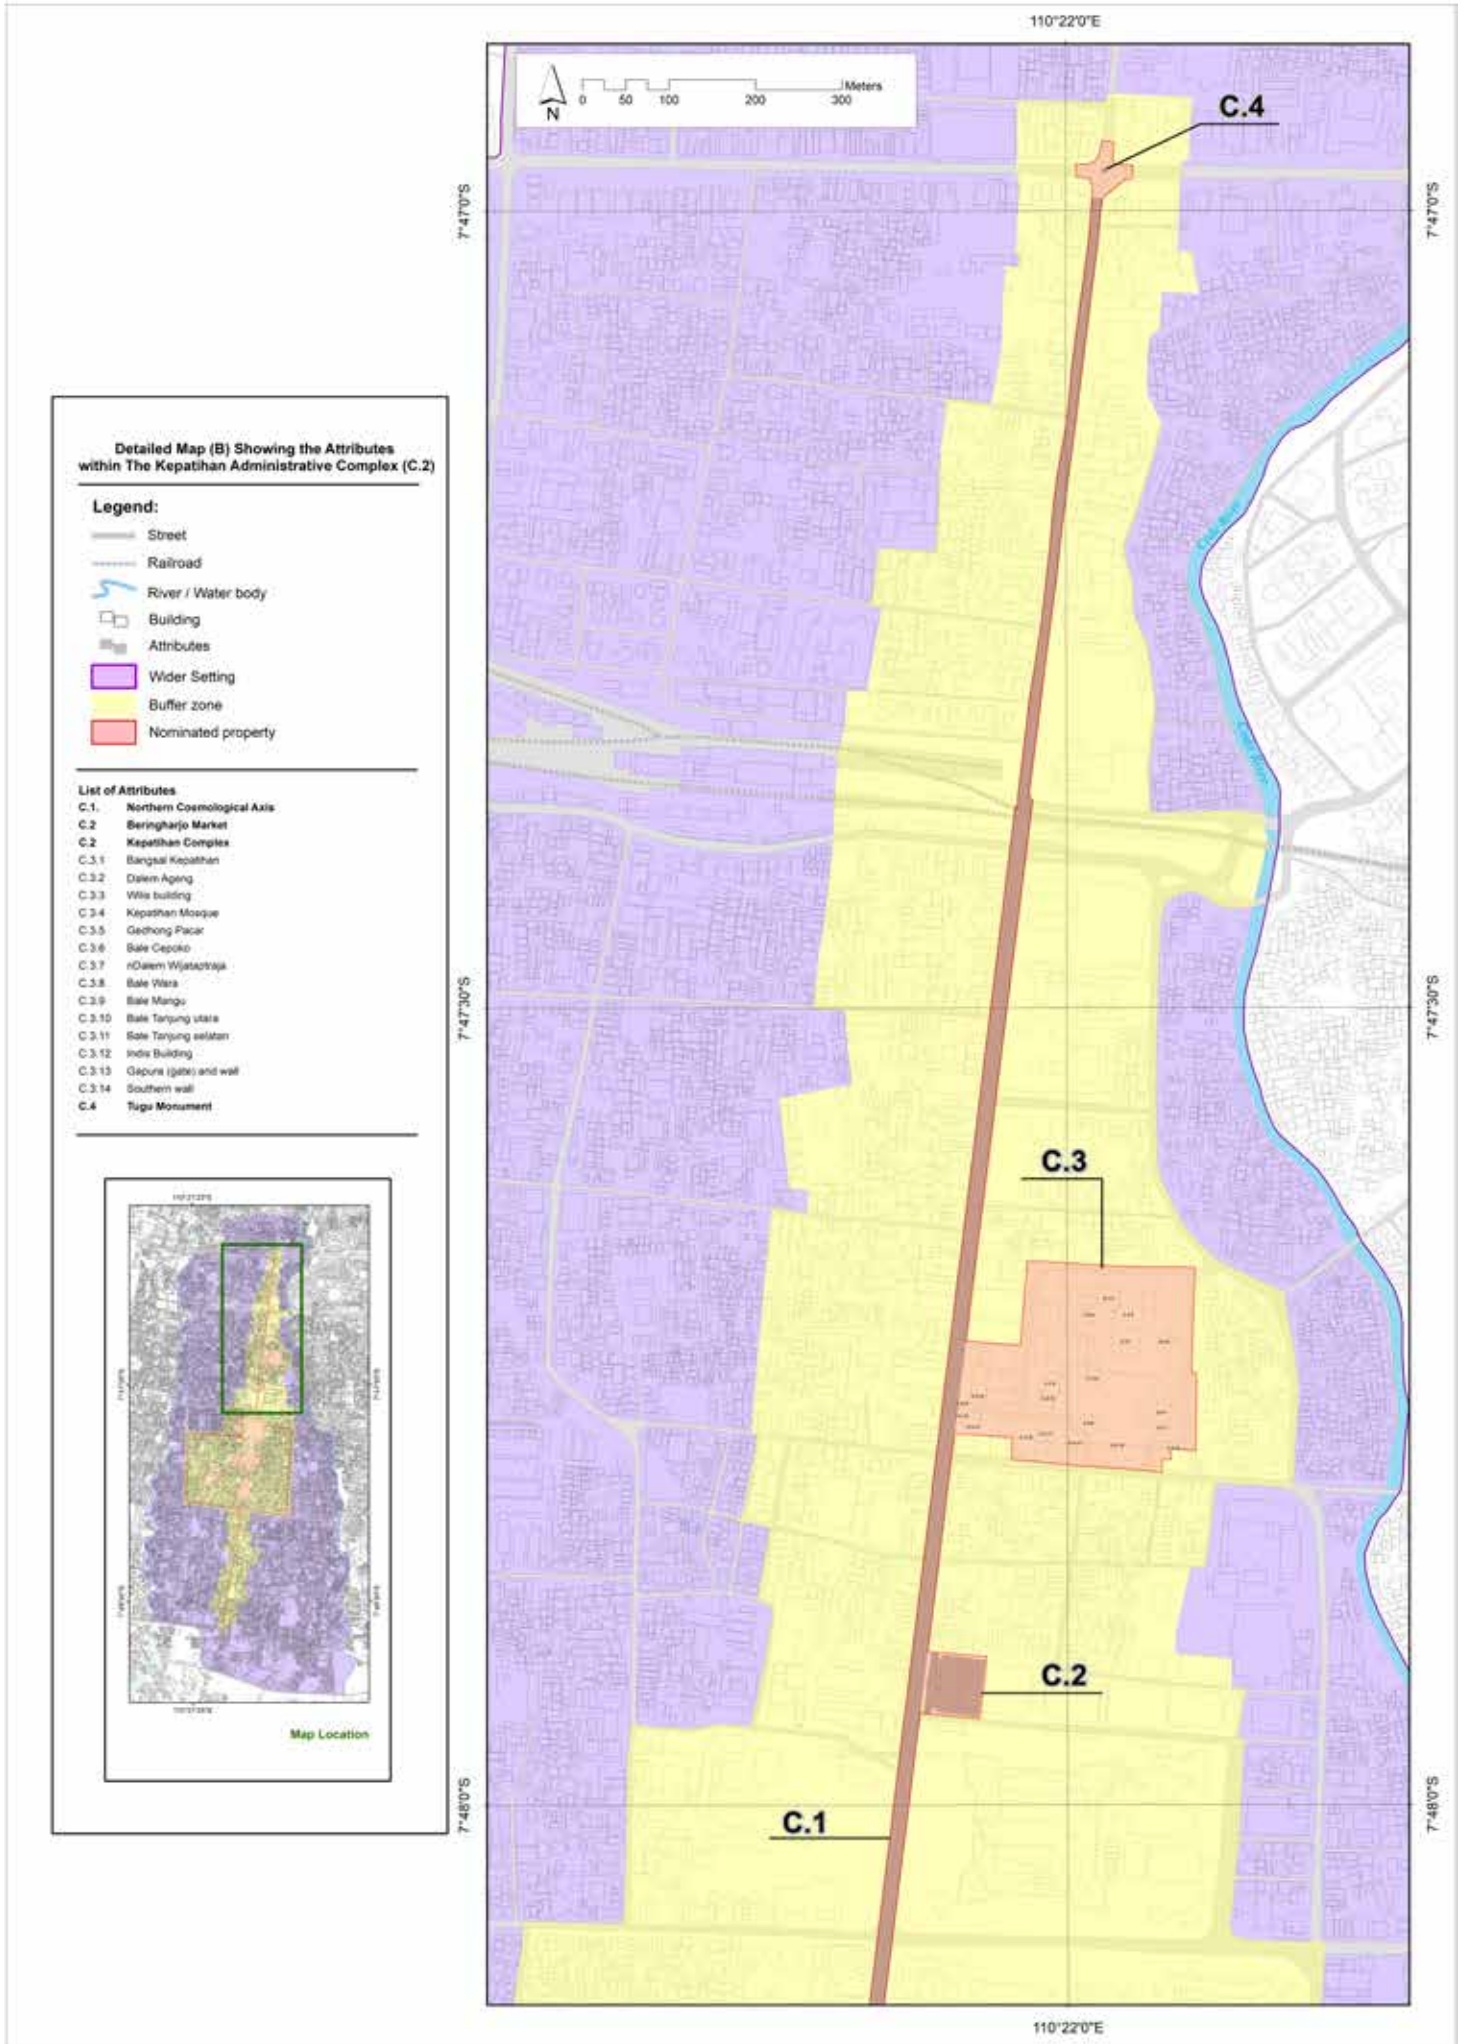 110°22'0"E
N
0 50 100 200 300
Meters
C.4
7°47'0"S
7°47'0"S
Detailed Map (B) Showing the Attributes
within The Kepatihan Administrative Complex (C.2)
Legend:
Street
Railroad
River / Water body
Building
Attributes
Wider Setting
Buffer zone
Nominated property
List of Attributes
C.1. Northern Cosmological Axis
C.2 Beringharjo Market
C.2 Kepatihan Complex
C.3.1 Bangsal Kepatihan
C.3.2 Dalem Ageng
C.3.3 Wilis building
C.3.4 Kepatihan Mosque
C.3.5 Gedhong Pacar
C.3.6 Bale Cepoko
C.3.7 nDalem
C.3.8 Bale Wara
C.3.9 Bale Mangu
C.3.10 Bale Tanjung utara
C.3.11 Bale Tanjung selatan
C.3.12 Indis Building
C.3.13 Gapura (gate) and wall
C.3.14 Southern wall
C.4 Tugu Monument
Code River
Code River
7°47'30"S
7°47'30"S
C.3
C.2
C.1
Map Location
7°48'0"S
7°48'0"S
110°22'0"E